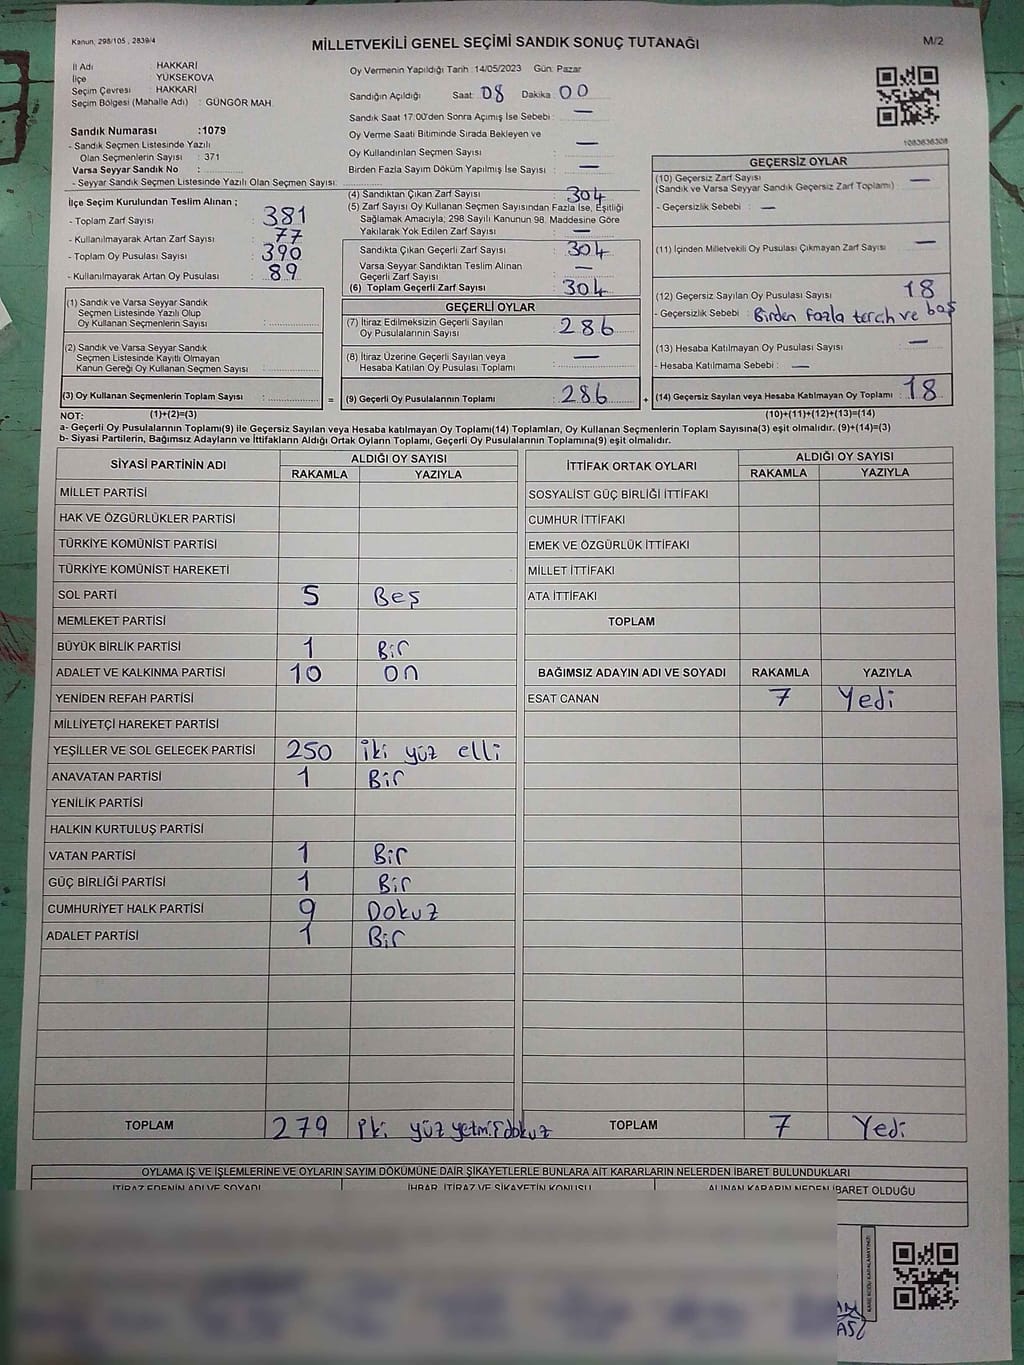 Kanun, 298/105 , 2839/4
MİLLETVEKİLİ GENEL SEÇİMİ SANDIK SONUÇ TUTANAĞI
M/2
İl Adı HAKKARİ
İlçe YÜKSEKOVA
Seçim Çevresi : HAKKARİ
Seçim Bölgesi (Mahalle Adı) : GÜNGÖR MAH.
Sandık Numarası :1079
- Sandık Seçmen Listesinde Yazılı
Olan Seçmenlerin Sayısı : 371
Varsa Seyyar Sandık No :
- Seyyar Sandık Seçmen Listesinde Yazılı Olan Seçmen Sayısı:
Oy Vermenin Yapıldığı Tarih :14/05/2023 Gün: Pazar
Sandığın Açıldığı Saat: 08 Dakika: 00
Sandık Saat 17:00'den Sonra Açımış İse Sebebi : —
Oy Verme Saati Bitiminde Sırada Bekleyen ve
Oy Kullandırılan Seçmen Sayısı —
Birden Fazla Sayım Döküm Yapılmış İse Sayısı : —
1083636308
İlçe Seçim Kurulundan Teslim Alınan ;
- Toplam Zarf Sayısı : 381
- Kullanılmayarak Artan Zarf Sayısı : 77
- Toplam Oy Pusulası Sayısı : 390
- Kullanılmayarak Artan Oy Pusulası : 89
(4) Sandıktan Çıkan Zarf Sayısı : 304
(5) Zarf Sayısı Oy Kullanan Seçmen Sayısından Fazla İse, Eşitliği
Sağlamak Amacıyla; 298 Sayılı Kanunun 98. Maddesine Göre
Yakılarak Yok Edilen Zarf Sayısı : —
Sandıkta Çıkan Geçerli Zarf Sayısı : 304
Varsa Seyyar Sandıktan Teslim Alınan
Geçerli Zarf Sayısı : —
(6) Toplam Geçerli Zarf Sayısı : 304
GEÇERSİZ OYLAR
(10) Geçersiz Zarf Sayısı : —
(Sandık ve Varsa Seyyar Sandık Geçersiz Zarf Toplamı)
- Geçersizlik Sebebi : —
(11) İçinden Milletvekili Oy Pusulası Çıkmayan Zarf Sayısı : —
(12) Geçersiz Sayılan Oy Pusulası Sayısı : 18
- Geçersizlik Sebebi : Birden fazla tercih ve boş
(13) Hesaba Katılmayan Oy Pusulası Sayısı : —
- Hesaba Katılmama Sebebi : —
(14) Geçersiz Sayılan veya Hesaba Katılmayan Oy Toplamı : 18
(1) Sandık ve Varsa Seyyar Sandık
Seçmen Listesinde Yazılı Olup
Oy Kullanan Seçmenlerin Sayısı :
(2) Sandık ve Varsa Seyyar Sandık
Seçmen Listesinde Kayıtlı Olmayan
Kanun Gereği Oy Kullanan Seçmen Sayısı :
(3) Oy Kullanan Seçmenlerin Toplam Sayısı :
GEÇERLİ OYLAR
(7) İtiraz Edilmeksizin Geçerli Sayılan
Oy Pusulalarının Sayısı : 286
(8) İtiraz Üzerine Geçerli Sayılan veya
Hesaba Katılan Oy Pusulası Toplamı : —
= (9) Geçerli Oy Pusulalarının Toplamı : 286 +
NOT: (1)+(2)=(3) (10)+(11)+(12)+(13)=(14)
a- Geçerli Oy Pusulalarının Toplamı(9) ile Geçersiz Sayılan veya Hesaba katılmayan Oy Toplamı(14) Toplamları, Oy Kullanan Seçmenlerin Toplam Sayısına(3) eşit olmalıdır. (9)+(14)=(3)
b- Siyasi Partilerin, Bağımsız Adayların ve İttifakların Aldığı Ortak Oyların Toplamı, Geçerli Oy Pusulalarının Toplamına(9) eşit olmalıdır.
SİYASİ PARTİNİN ADI ALDIĞI OY SAYISI
RAKAMLA YAZIYLA
MİLLET PARTİSİ
HAK VE ÖZGÜRLÜKLER PARTİSİ
TÜRKİYE KOMÜNİST PARTİSİ
TÜRKİYE KOMÜNİST HAREKETİ
SOL PARTİ 5 Beş
MEMLEKET PARTİSİ
BÜYÜK BİRLİK PARTİSİ 1 Bir
ADALET VE KALKINMA PARTİSİ 10 on
YENİDEN REFAH PARTİSİ
MİLLİYETÇİ HAREKET PARTİSİ
YEŞİLLER VE SOL GELECEK PARTİSİ 250 iki yüz elli
ANAVATAN PARTİSİ 1 Bir
YENİLİK PARTİSİ
HALKIN KURTULUŞ PARTİSİ
VATAN PARTİSİ 1 Bir
GÜÇ BİRLİĞİ PARTİSİ 1 Bir
CUMHURİYET HALK PARTİSİ 9 Dokuz
ADALET PARTİSİ 1 Bir
TOPLAM 279 İki yüz yetmiş dokuz
İTTİFAK ORTAK OYLARI ALDIĞI OY SAYISI
RAKAMLA YAZIYLA
SOSYALİST GÜÇ BİRLİĞİ İTTİFAKI
CUMHUR İTTİFAKI
EMEK VE ÖZGÜRLÜK İTTİFAKI
MİLLET İTTİFAKI
ATA İTTİFAKI
TOPLAM
BAĞIMSIZ ADAYIN ADI VE SOYADI RAKAMLA YAZIYLA
ESAT CANAN 7 Yedi
TOPLAM 7 Yedi
OYLAMA İŞ VE İŞLEMLERİNE VE OYLARIN SAYIM DÖKÜMÜNE DAİR ŞİKAYETLERLE BUNLARA AİT KARARLARIN NELERDEN İBARET BULUNDUKLARI
İTİRAZ EDENİN ADI VE SOYADI İHBAR, İTİRAZ VE ŞİKAYETİN KONUSU ALINAN KARARIN NEDEN İBARET OLDUĞU
KARE KODU KARALAMAYINIZ!